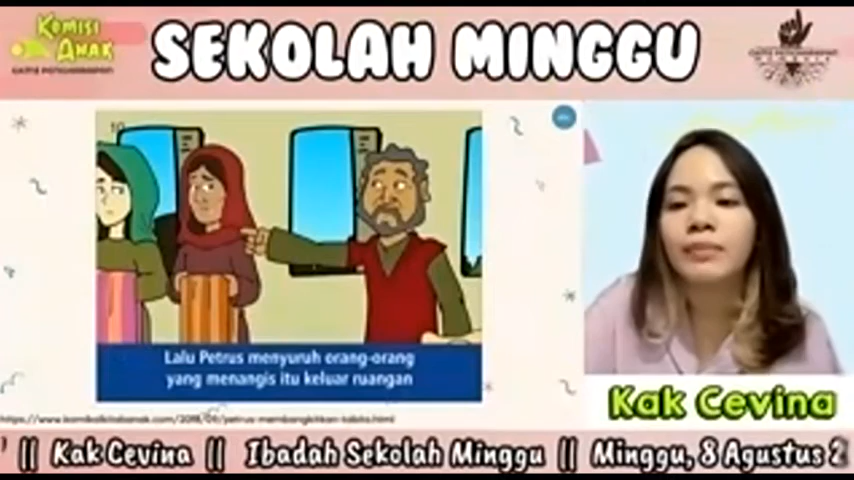 Komisi
Anak
SEKOLAH MINGGU
10
Lalu Petrus menyuruh orang-orang
yang menangis itu keluar ruangan
Kak Cevina
|| Kak Cevina || Ibadah Sekolah Minggu || Minggu, 8 Agustus 2